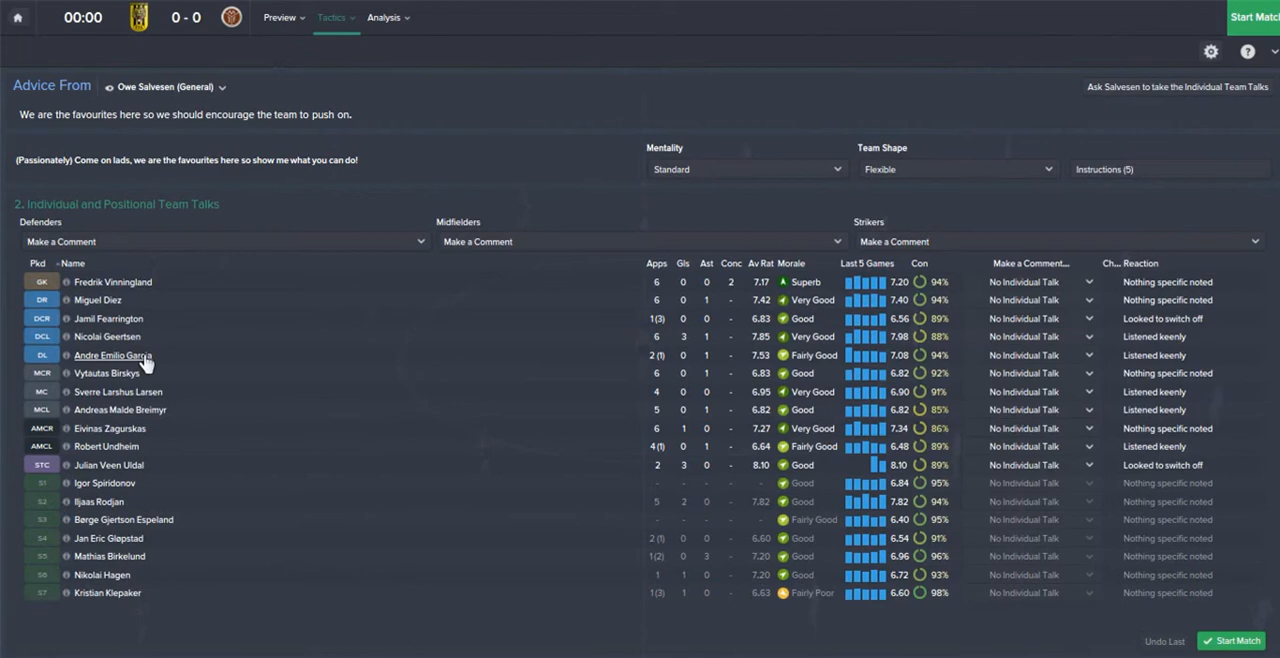 00:00 0 - 0 Preview Tactics Analysis Start Matc
Advice From Owe Salvesen (General) Ask Salvesen to take the Individual Team Talks
We are the favourites here so we should encourage the team to push on.
Mentality Team Shape
(Passionately) Come on lads, we are the favourites here so show me what you can do!
Standard Flexible Instructions (5)
2. Individual and Positional Team Talks
Defenders Midfielders Strikers
Make a Comment Make a Comment Make a Comment
Pkd Name Apps Gls Ast Conc Av Rat Morale Last 5 Games Con Make a Comment... Ch... Reaction
GK Fredrik Vinningland 6 0 0 2 7.17 Superb 7.20 94% No Individual Talk Nothing specific noted
DR Miguel Diez 6 0 1 - 7.42 Very Good 7.40 94% No Individual Talk Nothing specific noted
DCR Jamil Fearrington 1(3) 0 0 - 6.83 Good 6.56 89% No Individual Talk Looked to switch off
DCL Nicolai Geertsen 6 3 1 - 7.85 Very Good 7.98 88% No Individual Talk Listened keenly
DL Andre Emilio Garcia 2 (1) 0 1 - 7.53 Fairly Good 7.08 94% No Individual Talk Listened keenly
MCR Vytautas Birskys 6 0 0 - 6.83 Good 6.82 92% No Individual Talk Nothing specific noted
MC Sverre Larshus Larsen 4 0 0 - 6.95 Very Good 6.90 91% No Individual Talk Listened keenly
MCL Andreas Malde Breimyr 5 0 1 - 6.82 Good 6.82 85% No Individual Talk Listened keenly
AMCR Eivinas Zagurskas 6 1 0 - 7.27 Very Good 7.34 86% No Individual Talk Nothing specific noted
AMCL Robert Undheim 4(1) 0 1 - 6.64 Fairly Good 6.48 89% No Individual Talk Listened keenly
STC Julian Veen Uldal 2 3 0 - 8.10 Good 8.10 89% No Individual Talk Looked to switch off
S1 Igor Spiridonov - - - - - Good 6.84 95% No Individual Talk Nothing specific noted
S2 Iljaas Rodjan 5 2 0 - 7.82 Good 7.82 94% No Individual Talk Nothing specific noted
S3 Børge Gjertson Espeland - - - - - Fairly Good 6.40 95% No Individual Talk Nothing specific noted
S4 Jan Eric Gløpstad 2 (1) 0 0 - 6.60 Good 6.54 91% No Individual Talk Nothing specific noted
S5 Mathias Birkelund 1(2) 0 3 - 7.20 Good 6.96 96% No Individual Talk Nothing specific noted
S6 Nikolai Hagen 1 1 0 - 7.20 Good 6.72 93% No Individual Talk Nothing specific noted
S7 Kristian Klepaker 1(3) 1 0 - 6.63 Fairly Poor 6.60 98% No Individual Talk Nothing specific noted
Undo Last Start Match